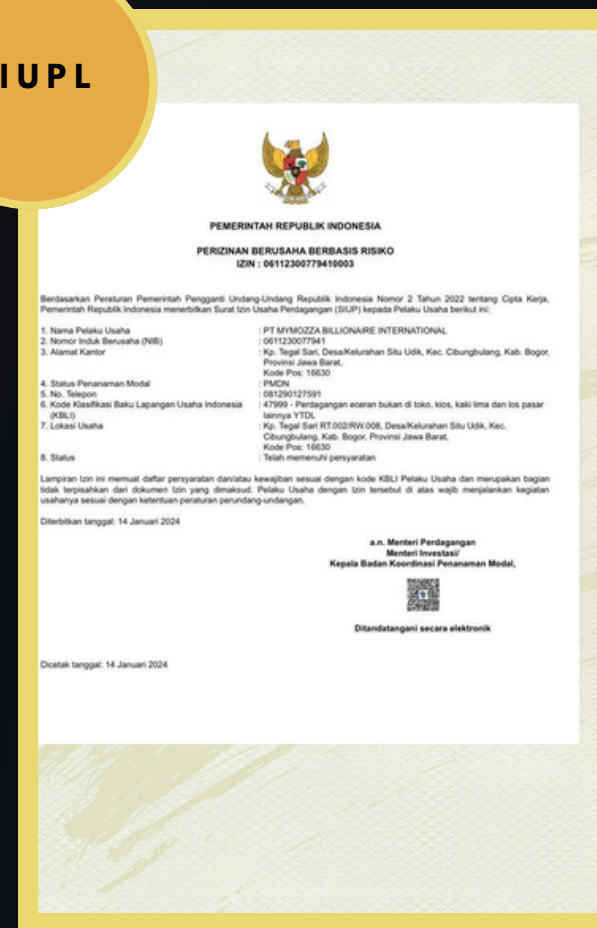 IUPL
PEMERINTAH REPUBLIK INDONESIA
PERIZINAN BERUSAHA BERBASIS RISIKO
IZIN : 06112300779410003
Berdasarkan Peraturan Pemerintah Pengganti Undang-Undang Republik Indonesia Nomor 2 Tahun 2022 tentang Cipta Kerja,
Pemerintah Republik Indonesia menerbitkan Surat Izin Usaha Perdagangan (SIUP) kepada Pelaku Usaha berikut ini:
1. Nama Pelaku Usaha : PT MYMOZZA BILLIONAIRE INTERNATIONAL
2. Nomor Induk Berusaha (NIB) : 0611230077941
3. Alamat Kantor : Kp. Tegal Sari, Desa/Kelurahan Situ Udik, Kec. Cibungbulang, Kab. Bogor,
Provinsi Jawa Barat,
Kode Pos: 16630
4. Status Penanaman Modal : PMDN
5. No. Telepon : 081290127591
6. Kode Klasifikasi Baku Lapangan Usaha Indonesia : 47999 - Perdagangan eceran bukan di toko, kios, kaki lima dan los pasar
(KBLI) lainnya YTDL
7. Lokasi Usaha : Kp. Tegal Sari RT.002/RW.008, Desa/Kelurahan Situ Udik, Kec.
Cibungbulang, Kab. Bogor, Provinsi Jawa Barat,
Kode Pos: 16630
8. Status : Telah memenuhi persyaratan
Lampiran Izin ini memuat daftar persyaratan dan/atau kewajiban sesuai dengan kode KBLI Pelaku Usaha dan merupakan bagian
tidak terpisahkan dari dokumen Izin yang dimaksud. Pelaku Usaha dengan Izin tersebut di atas wajib menjalankan kegiatan
usahanya sesuai dengan ketentuan peraturan perundang-undangan.
Diterbitkan tanggal: 14 Januari 2024
a.n. Menteri Perdagangan
Menteri Investasi/
Kepala Badan Koordinasi Penanaman Modal,
Ditandatangani secara elektronik
Dicetak tanggal: 14 Januari 2024